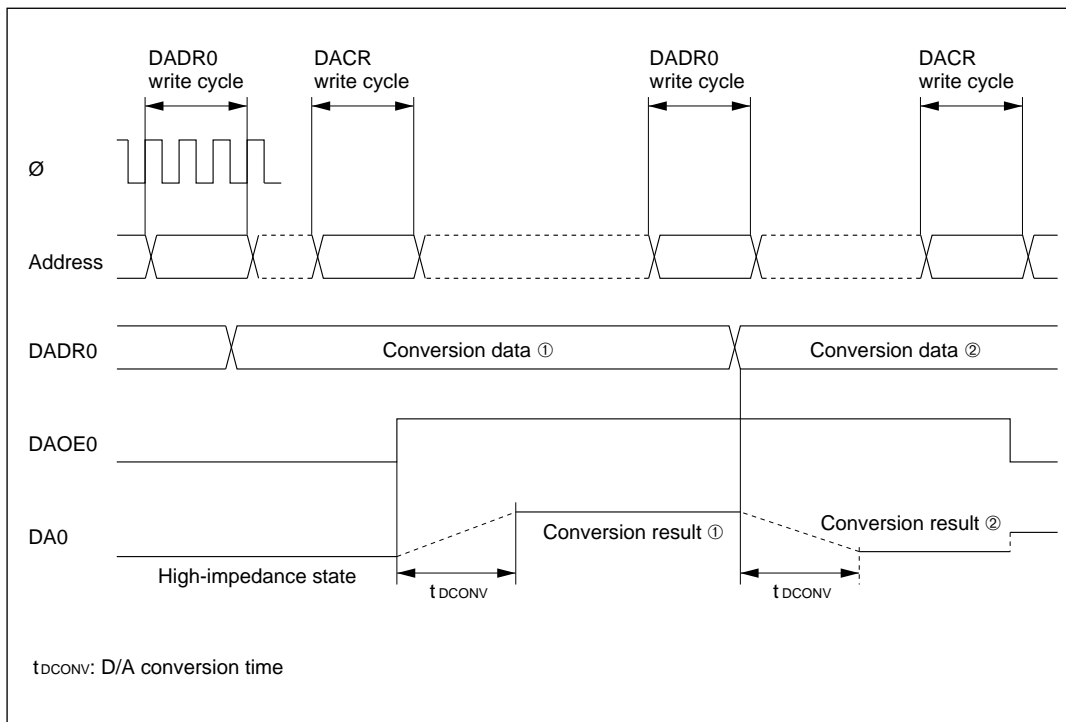 DADR0
write cycle
DACR
write cycle
DADR0
write cycle
DACR
write cycle
Ø
Address
DADR0
Conversion data ①
Conversion data ②
DAOE0
DA0
Conversion result ①
Conversion result ②
High-impedance state
tDCONV
tDCONV
tDCONV: D/A conversion time